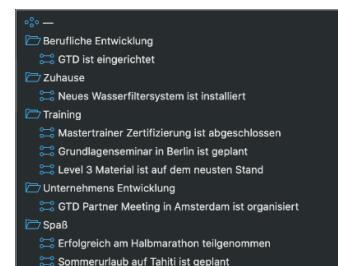 —
Berufliche Entwicklung
GTD ist eingerichtet
Zuhause
Neues Wasserfiltersystem ist installiert
Training
Mastertrainer Zertifizierung ist abgeschlossen
Grundlagenseminar in Berlin ist geplant
Level 3 Material ist auf dem neusten Stand
Unternehmens Entwicklung
GTD Partner Meeting in Amsterdam ist organisiert
Spaß
Erfolgreich am Halbmarathon teilgenommen
Sommerurlaub auf Tahiti ist geplant